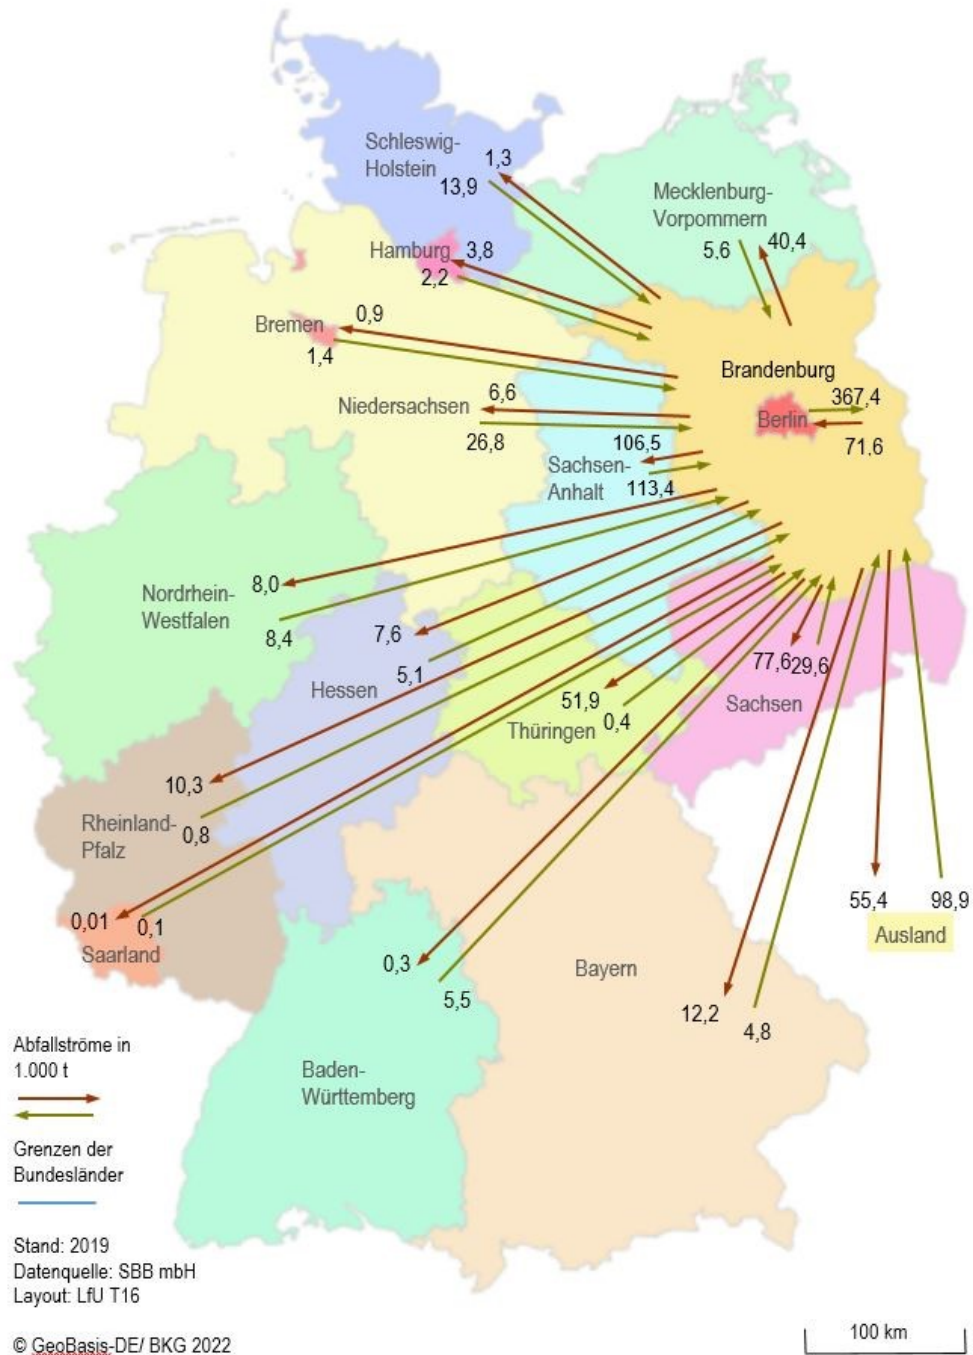 Schleswig-
Holstein
1,3
13,9
Mecklenburg-
Vorpommern
5,6
40,4
Hamburg
3,8
2,2
Bremen
0,9
1,4
Brandenburg
Niedersachsen
6,6
26,8
367,4
Berlin
71,6
106,5
Sachsen-
Anhalt
113,4
Nordrhein-
Westfalen
8,0
8,4
7,6
5,1
Hessen
77,6
29,6
Sachsen
51,9
Thüringen
0,4
10,3
Rheinland-
Pfalz
0,8
0,01
0,1
Saarland
55,4
98,9
Ausland
0,3
5,5
Bayern
12,2
4,8
Baden-
Württemberg
Abfallströme in
1.000 t
Grenzen der
Bundesländer
Stand: 2019
Datenquelle: SBB mbH
Layout: LfU T16
© GeoBasis-DE/ BKG 2022
100 km